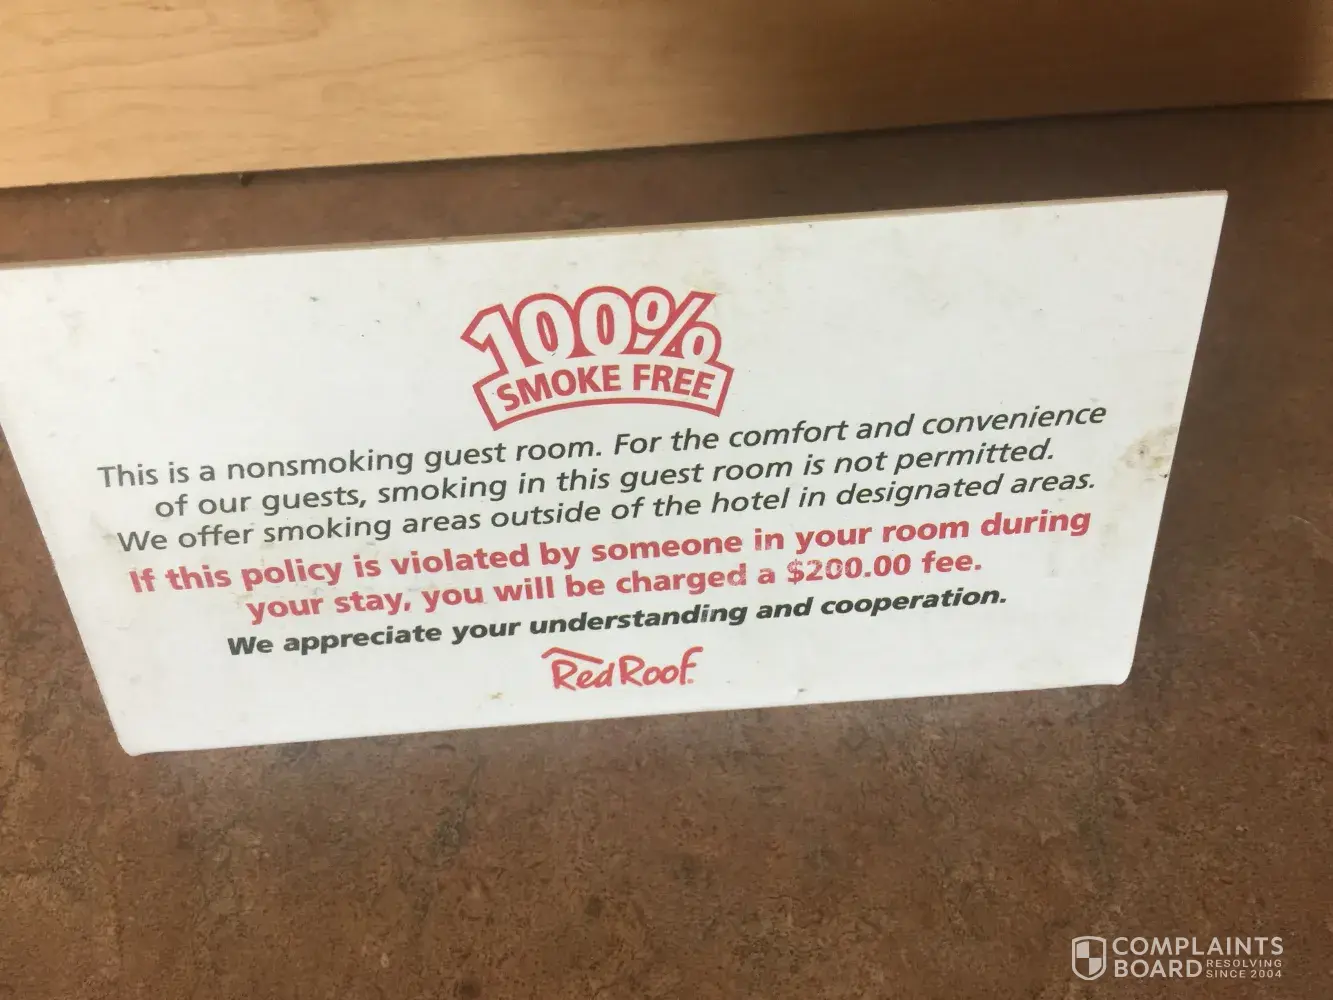 100%
SMOKE FREE
This is a nonsmoking guest room. For the comfort and convenience
of our guests, smoking in this guest room is not permitted.
We offer smoking areas outside of the hotel in designated areas.
If this policy is violated by someone in your room during
your stay, you will be charged a $200.00 fee.
We appreciate your understanding and cooperation.
Red Roof
COMPLAINTS
BOARD RESOLVING
SINCE 2004